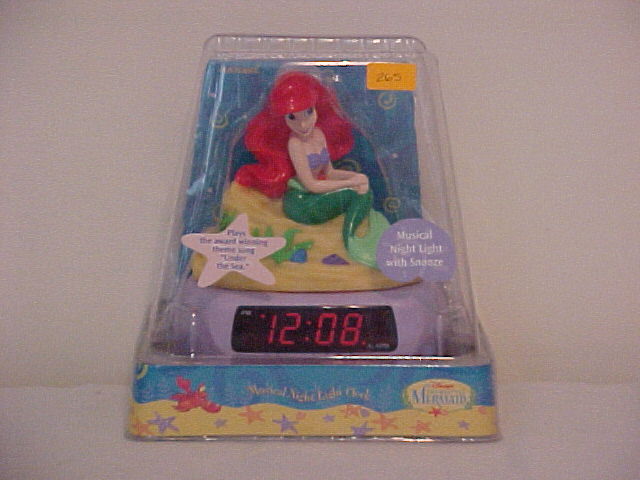 265
Plays
the award winning
theme song
"Under
the Sea."
Musical
Night Light
with Snooze
12:08
Musical Night Light Clock
Disney's
MERMAID